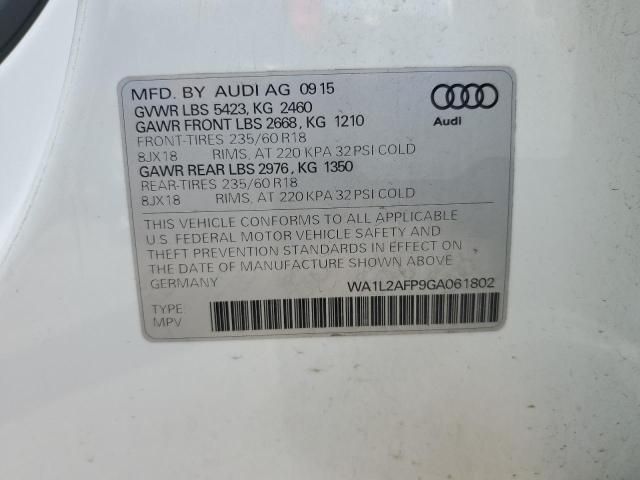 MFD. BY AUDI AG 09 15
GVWR LBS 5423, KG 2460
GAWR FRONT LBS 2668, KG 1210
FRONT-TIRES 235/60 R18
8JX18 RIMS, AT 220 KPA 32 PSI COLD
GAWR REAR LBS 2976, KG 1350
REAR-TIRES 235/60 R18
8JX18 RIMS, AT 220 KPA 32 PSI COLD
Audi
THIS VEHICLE CONFORMS TO ALL APPLICABLE
U.S. FEDERAL MOTOR VEHICLE SAFETY AND
THEFT PREVENTION STANDARDS IN EFFECT ON
THE DATE OF MANUFACTURE SHOWN ABOVE.
GERMANY WA1L2AFP9GA061802
TYPE:
MPV